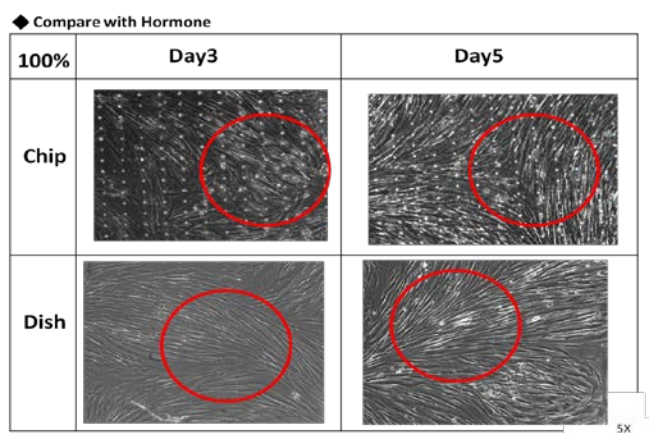 ◆ Compare with Hormone
100% Day3 Day5
Chip
Dish
5X